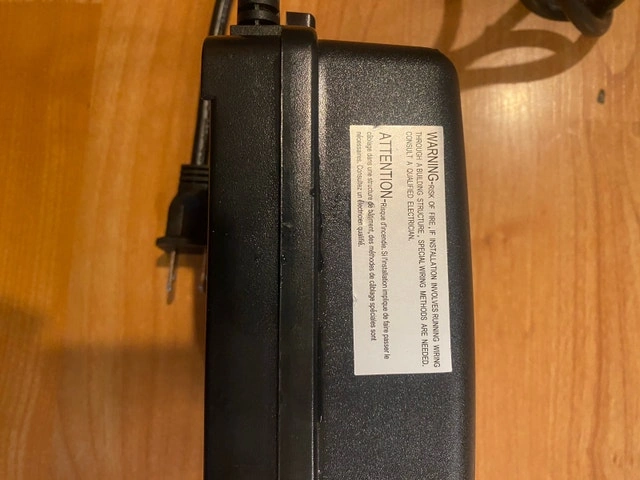 WARNING-RISK OF FIRE. IF INSTALLATION INVOLVES RUNNING WIRING
THROUGH A BUILDING STRUCTURE, SPECIAL WIRING METHODS ARE NEEDED.
CONSULT A QUALIFIED ELECTRICIAN.
ATTENTION-Risque d'incendie. Si l'installation implique de faire passer le
câblage dans une structure de bâtiment, des méthodes de câblage spéciales sont
nécessaires. Consultez un électricien qualifié.